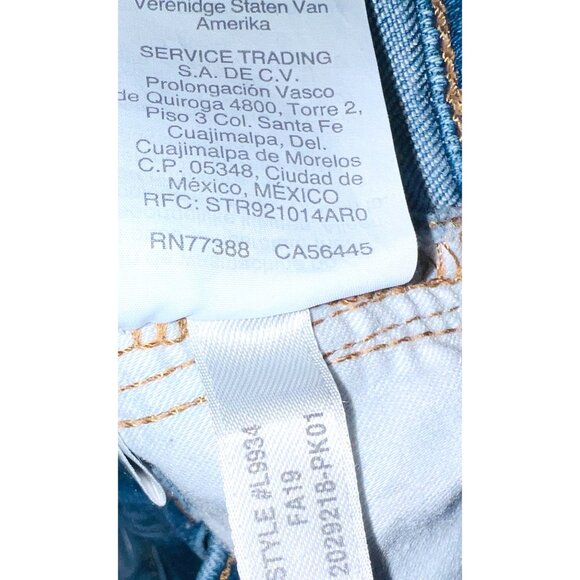 Verenidge Staten Van
Amerika
SERVICE TRADING
S.A. DE C.V.
Prolongación Vasco
de Quiroga 4800, Torre 2,
Piso 3 Col. Santa Fe
Cuajimalpa, Del.
Cuajimalpa de Morelos
C.P. 05348, Ciudad de
México, MÉXICO
RFC: STR921014AR0
RN77388 CA56445
STYLE #L9934
FA19
2029218-PK01